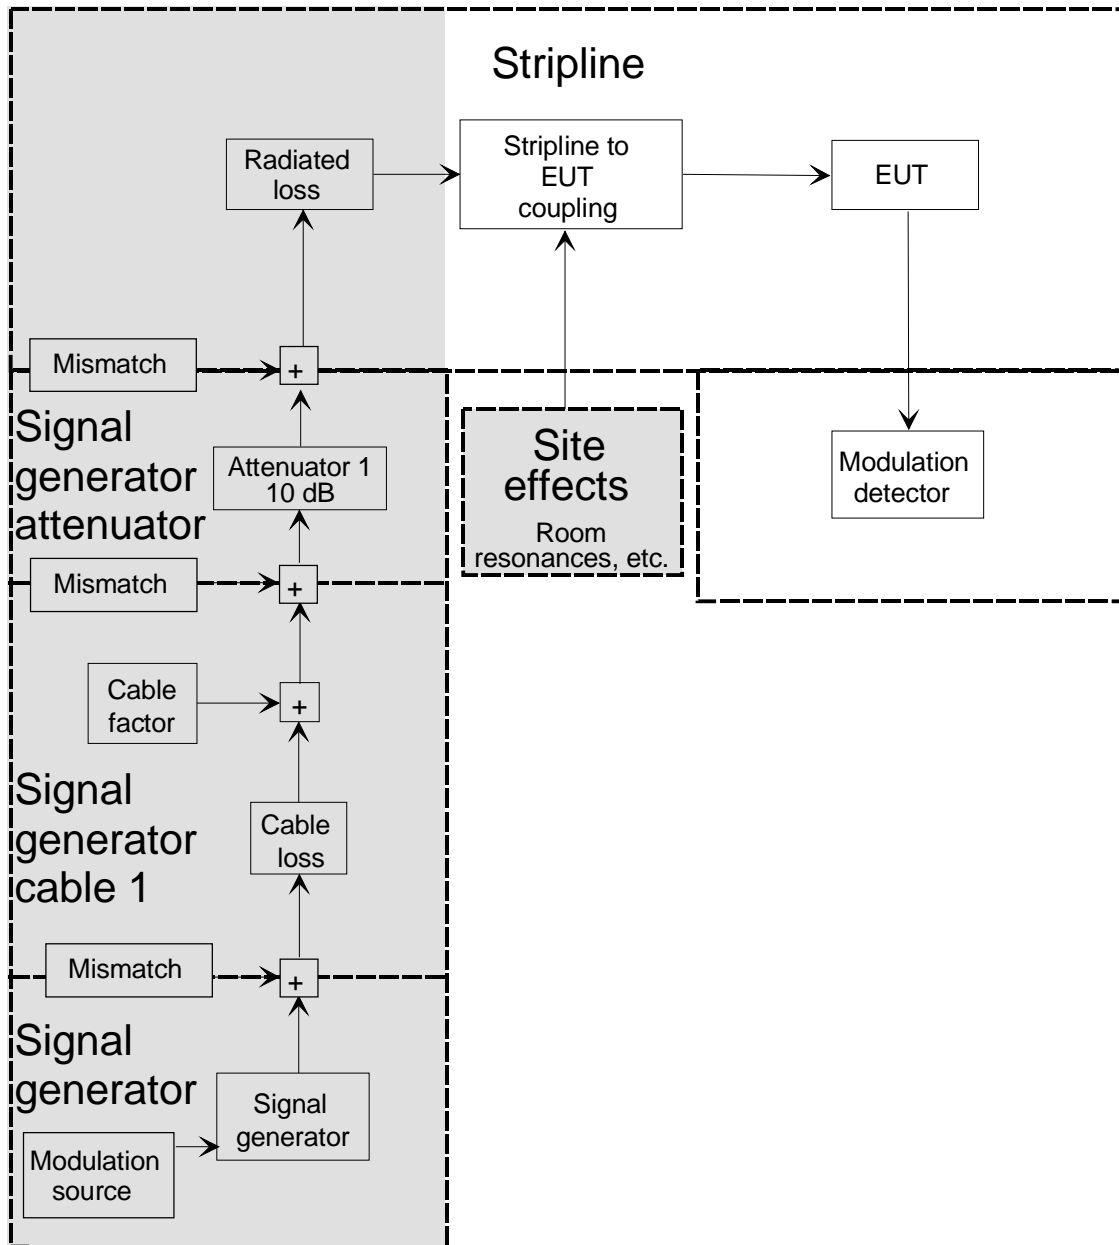 Stripline
Radiated
loss
Stripline to
EUT
coupling
EUT
Mismatch
+
Signal
generator
attenuator
Attenuator 1
10 dB
Site
effects
Room
resonances, etc.
Modulation
detector
Mismatch
+
Cable
factor
+
Signal
generator
cable 1
Cable
loss
Mismatch
+
Signal
generator
Signal
generator
Modulation
source